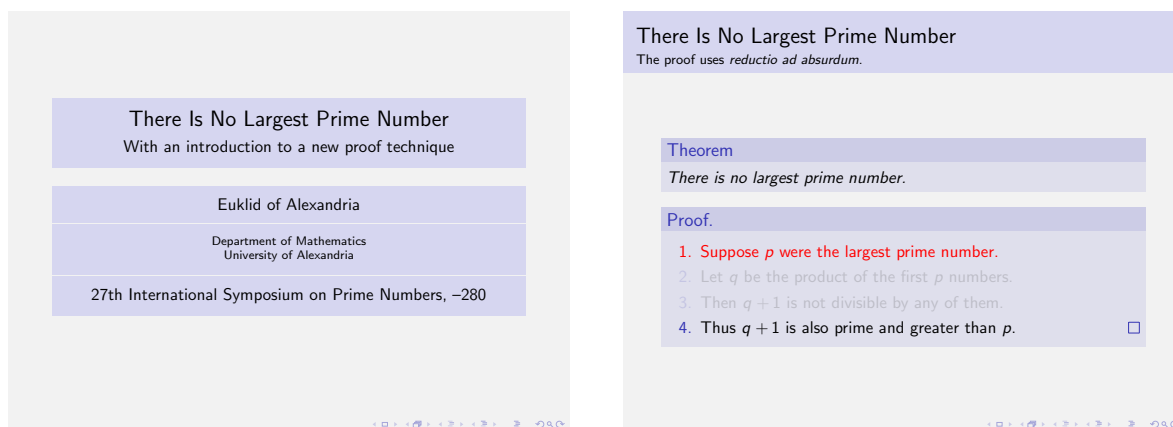 There Is No Largest Prime Number
With an introduction to a new proof technique
Euklid of Alexandria
Department of Mathematics
University of Alexandria
27th International Symposium on Prime Numbers, –280
There Is No Largest Prime Number
The proof uses reductio ad absurdum.
Theorem
There is no largest prime number.
Proof.
1. Suppose p were the largest prime number.
2. Let q be the product of the first p numbers.
3. Then q + 1 is not divisible by any of them.
4. Thus q + 1 is also prime and greater than p. □